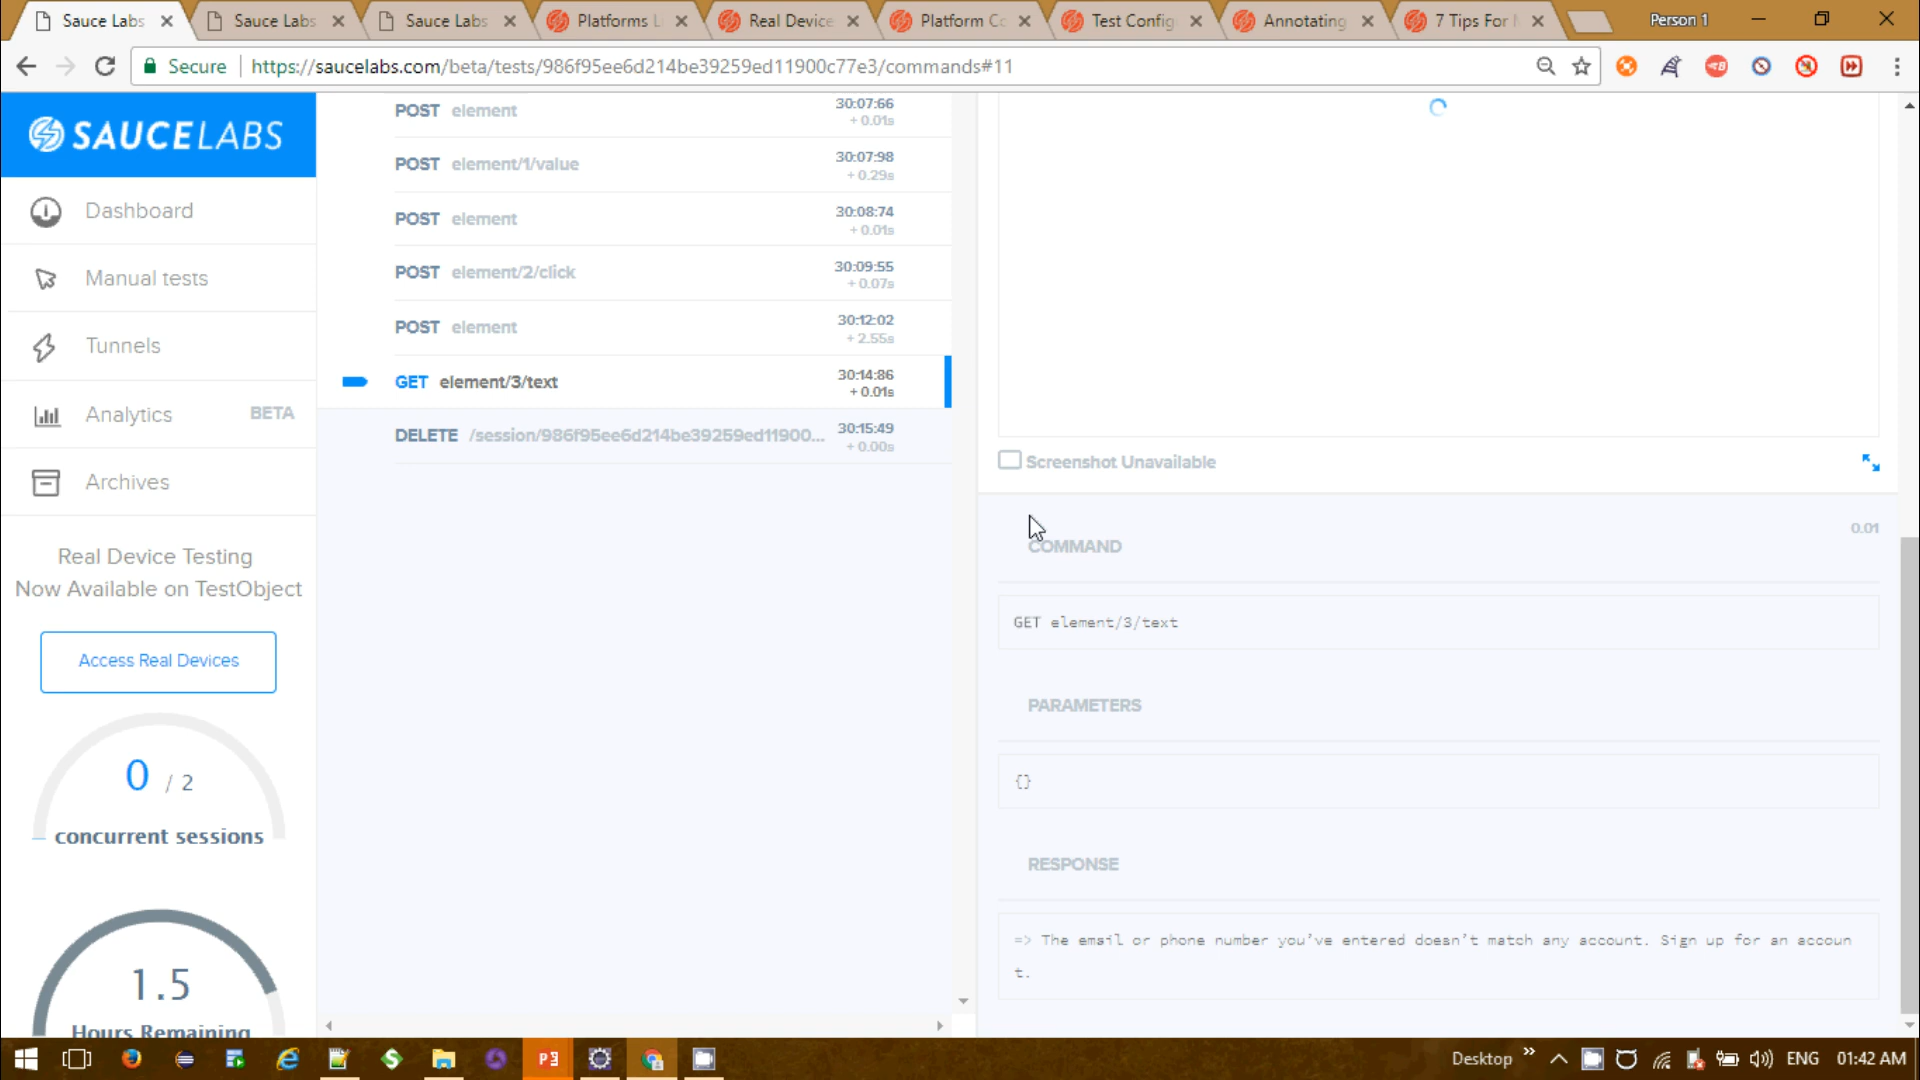 Sauce Labs
Sauce Labs
Sauce Labs
Platforms L
Real Device
Platform Co
Test Config
Annotating
7 Tips For
Person 1
Secure
https://saucelabs.com/beta/tests/986f95ee6d214be39259ed11900c77e3/commands#11
SAUCELABS
Dashboard
Manual tests
Tunnels
Analytics BETA
Archives
Real Device Testing
Now Available on TestObject
Access Real Devices
0 / 2
concurrent sessions
1.5
Hours Remaining
POST element 30:07:66
+ 0.01s
POST element/1/value 30:07:98
+ 0.29s
POST element 30:08:74
+ 0.01s
POST element/2/click 30:09:55
+ 0.07s
POST element 30:12:02
+ 2.55s
GET element/3/text 30:14:86
+ 0.01s
DELETE /session/986f95ee6d214be39259ed11900... 30:15:49
+ 0.00s
Screenshot Unavailable
0.01
COMMAND
GET element/3/text
PARAMETERS
{}
RESPONSE
=> The email or phone number you've entered doesn't match any account. Sign up for an accoun
t.
P3
Desktop
ENG
01:42 AM